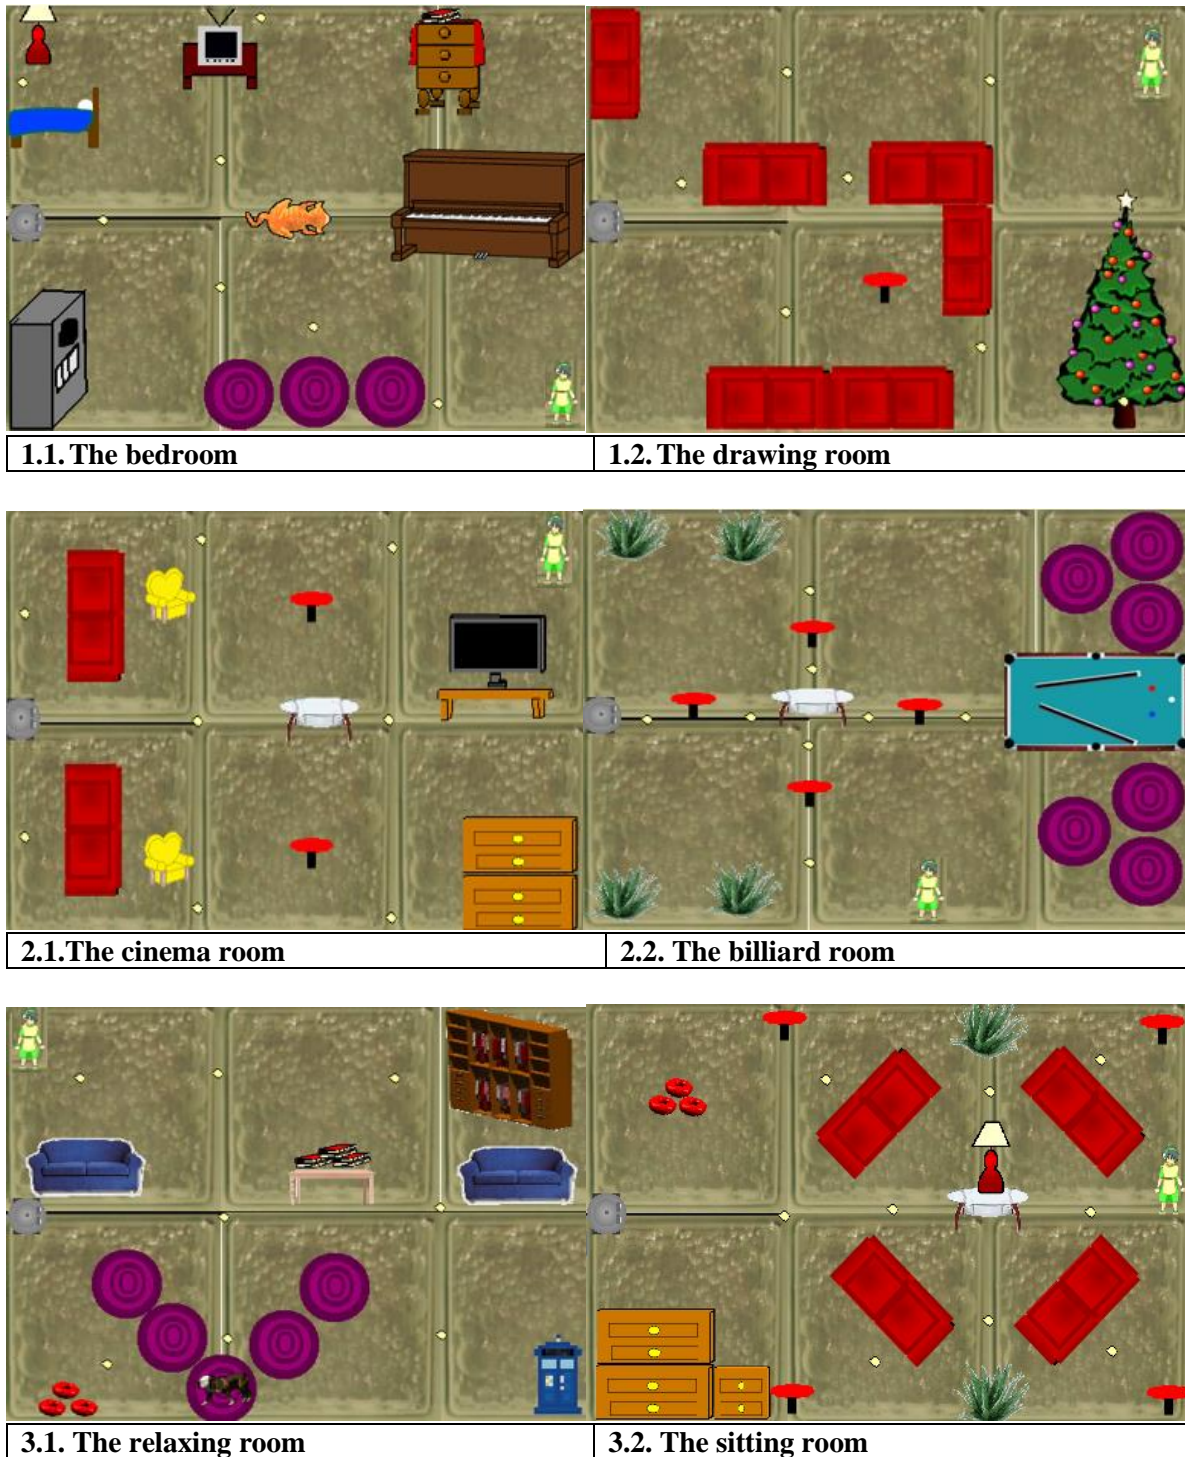 1.1. The bedroom
1.2. The drawing room
2.1.The cinema room
2.2. The billiard room
3.1. The relaxing room
3.2. The sitting room